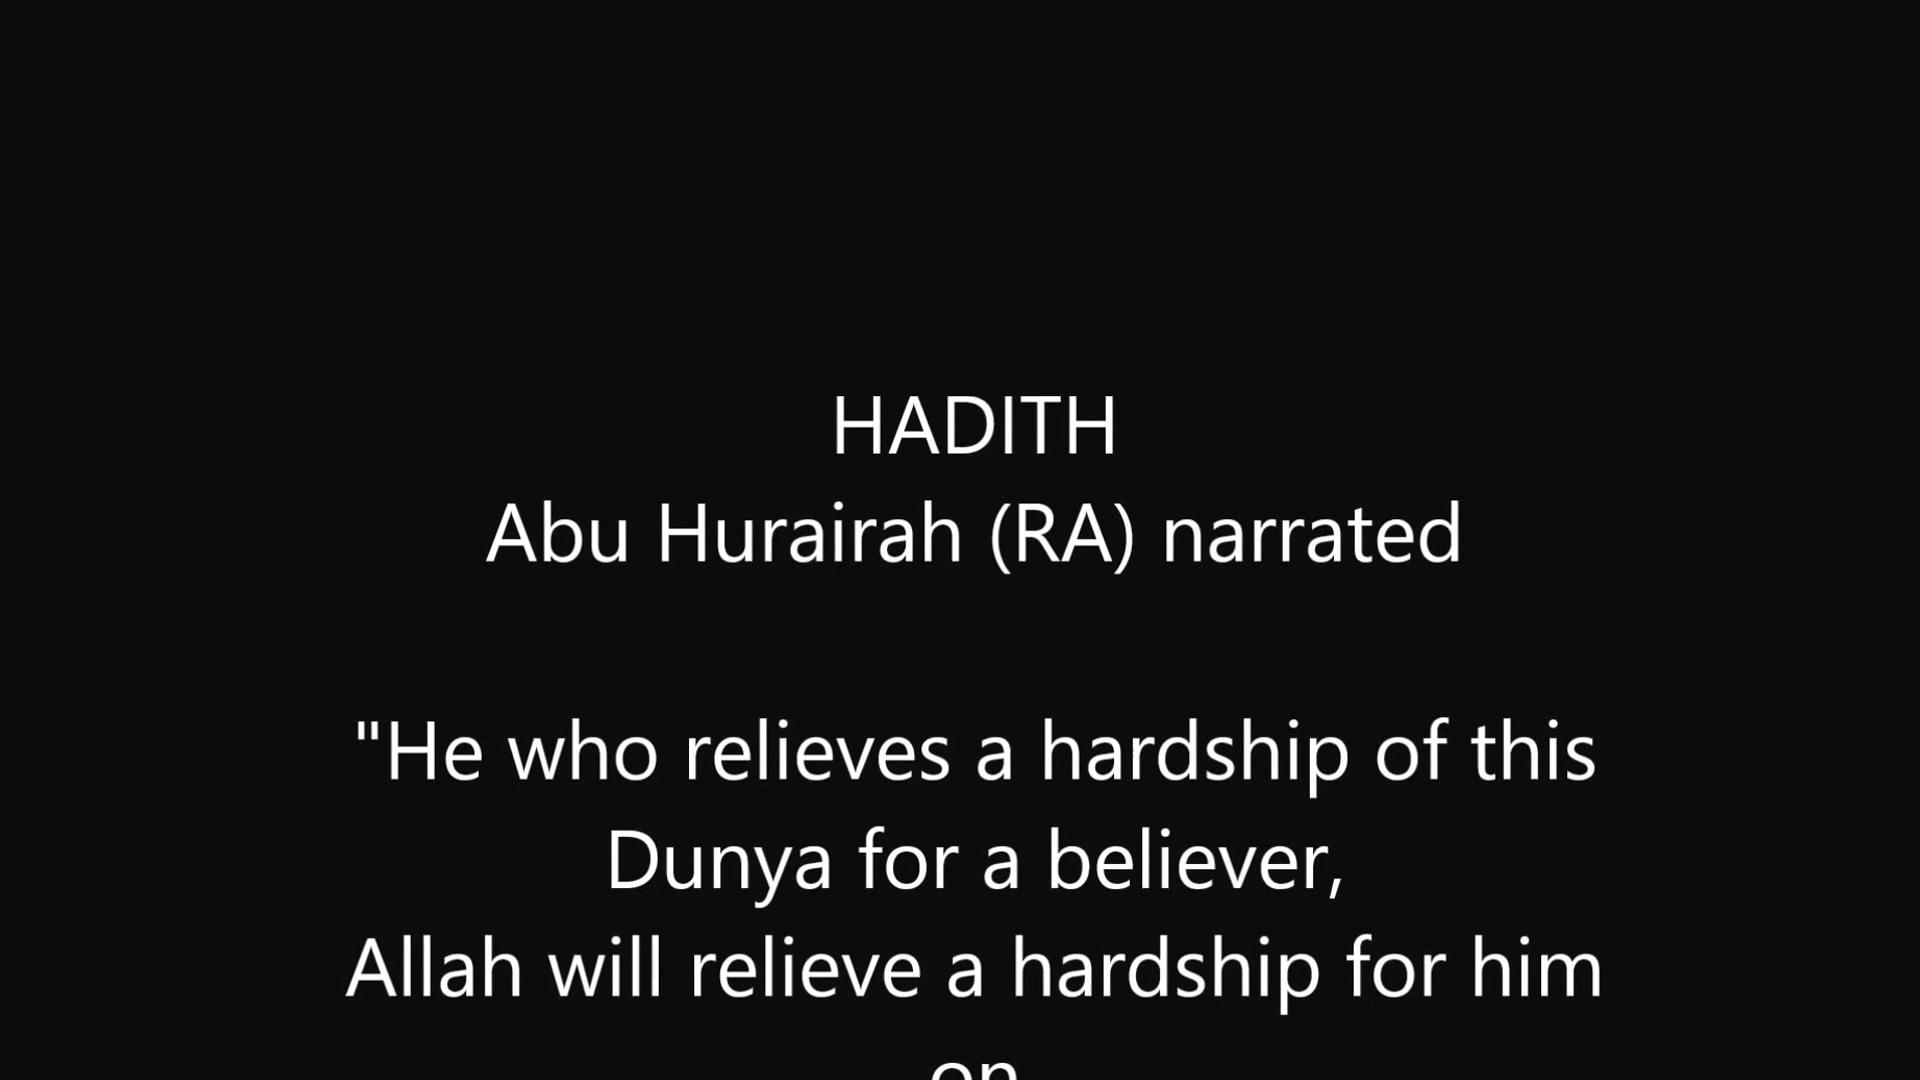 HADITH
Abu Hurairah (RA) narrated
"He who relieves a hardship of this
Dunya for a believer,
Allah will relieve a hardship for him
on